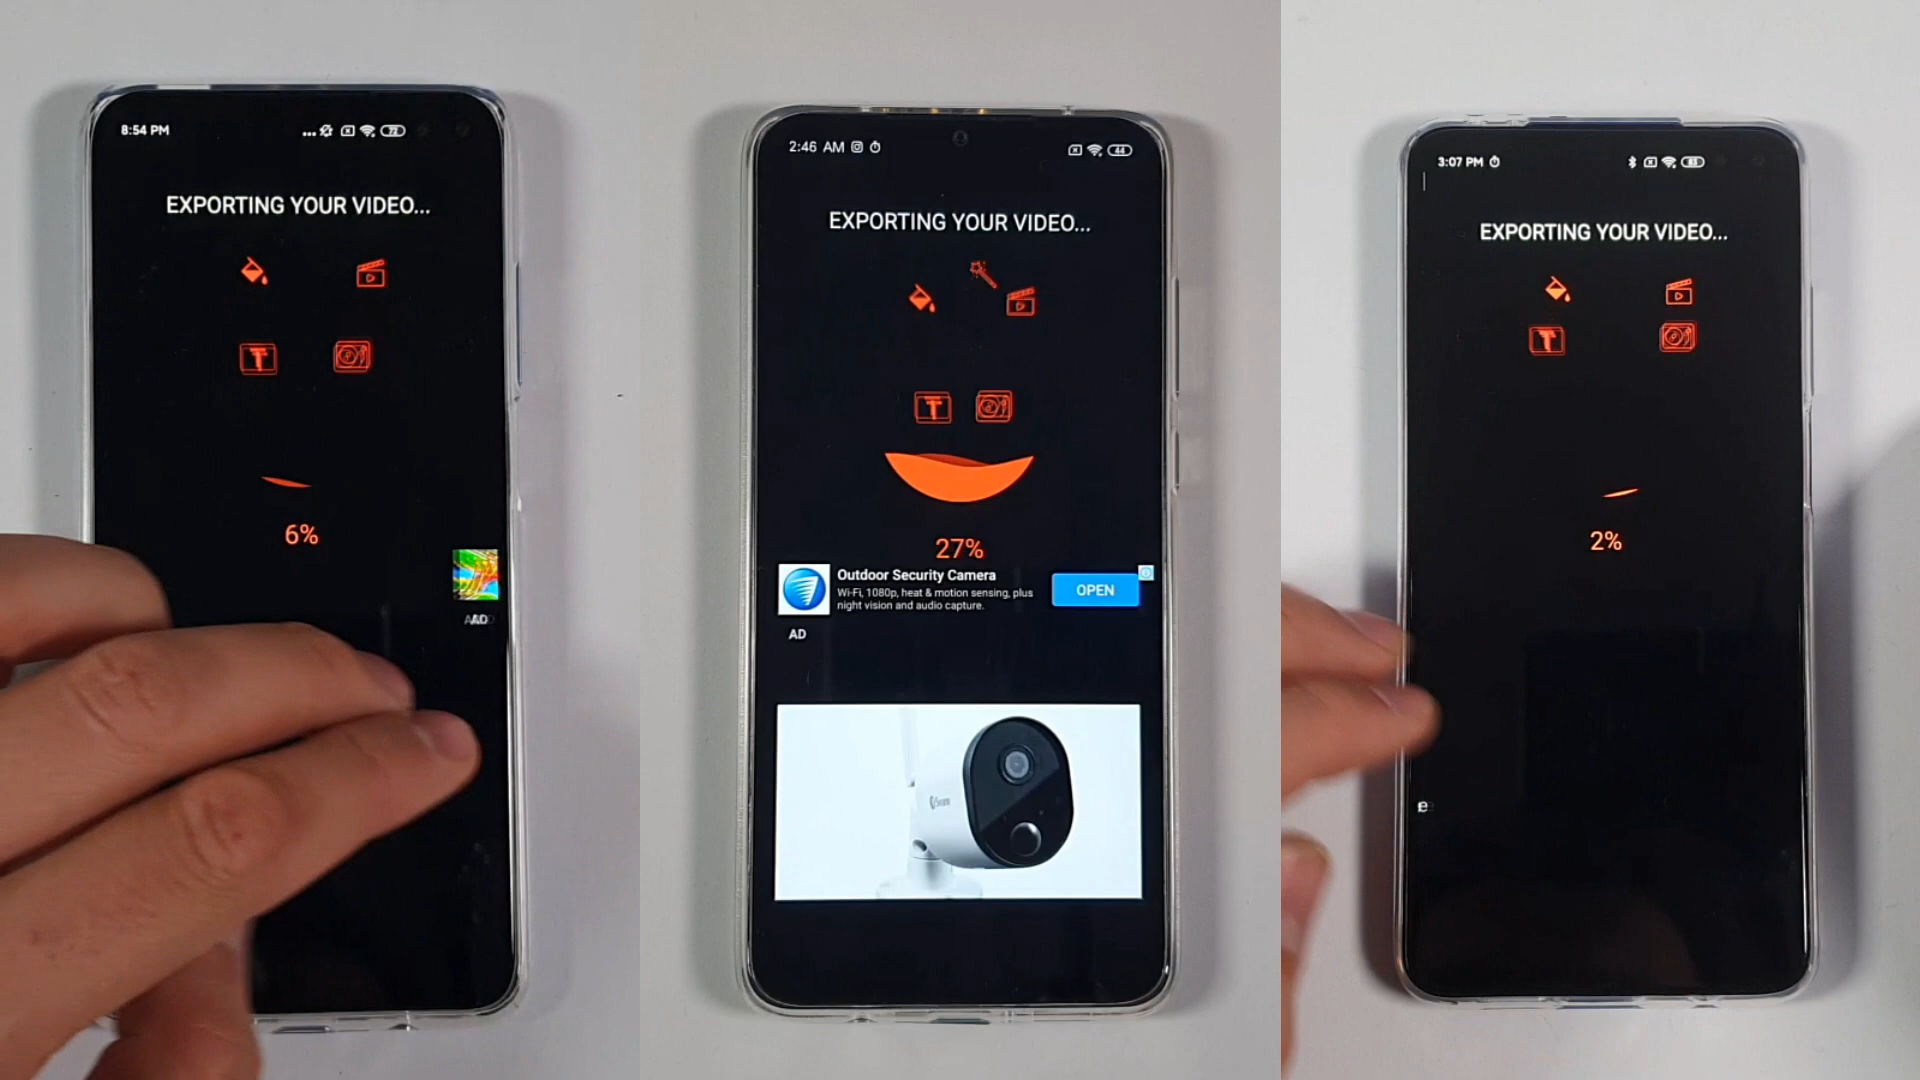 8:54 PM
72
EXPORTING YOUR VIDEO...
T
6%
AD
2:46 AM
44
EXPORTING YOUR VIDEO...
T
27%
Outdoor Security Camera
Wi-Fi, 1080p, heat & motion sensing, plus
night vision and audio capture.
OPEN
AD
3:07 PM
EXPORTING YOUR VIDEO...
T
2%